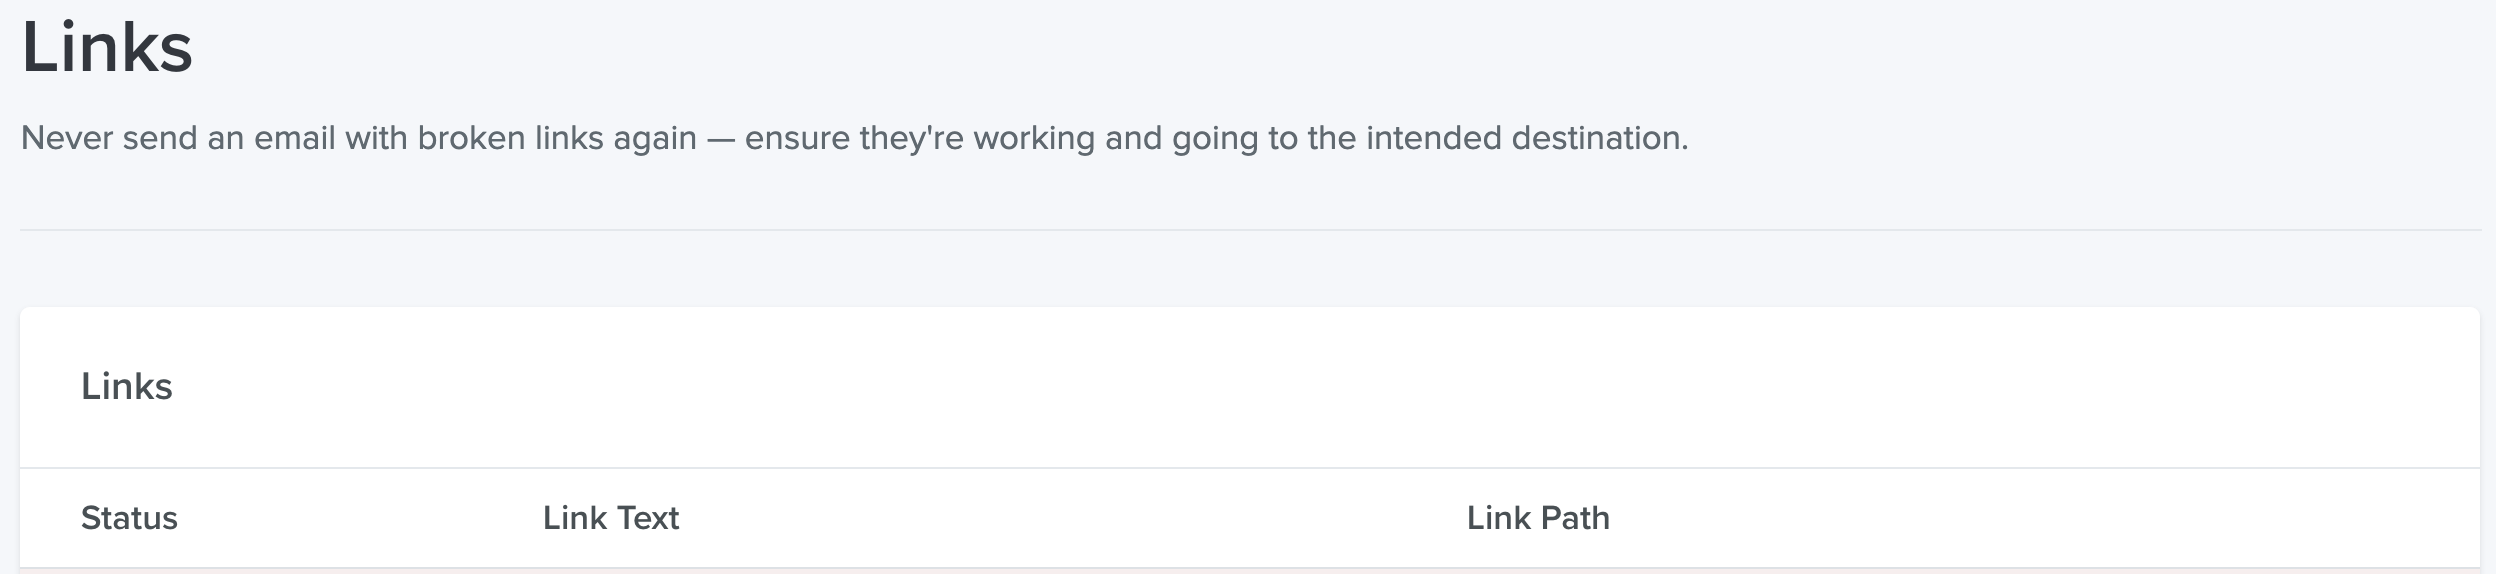 Links
Never send an email with broken links again — ensure they're working and going to the intended destination.
Links
Status Link Text Link Path